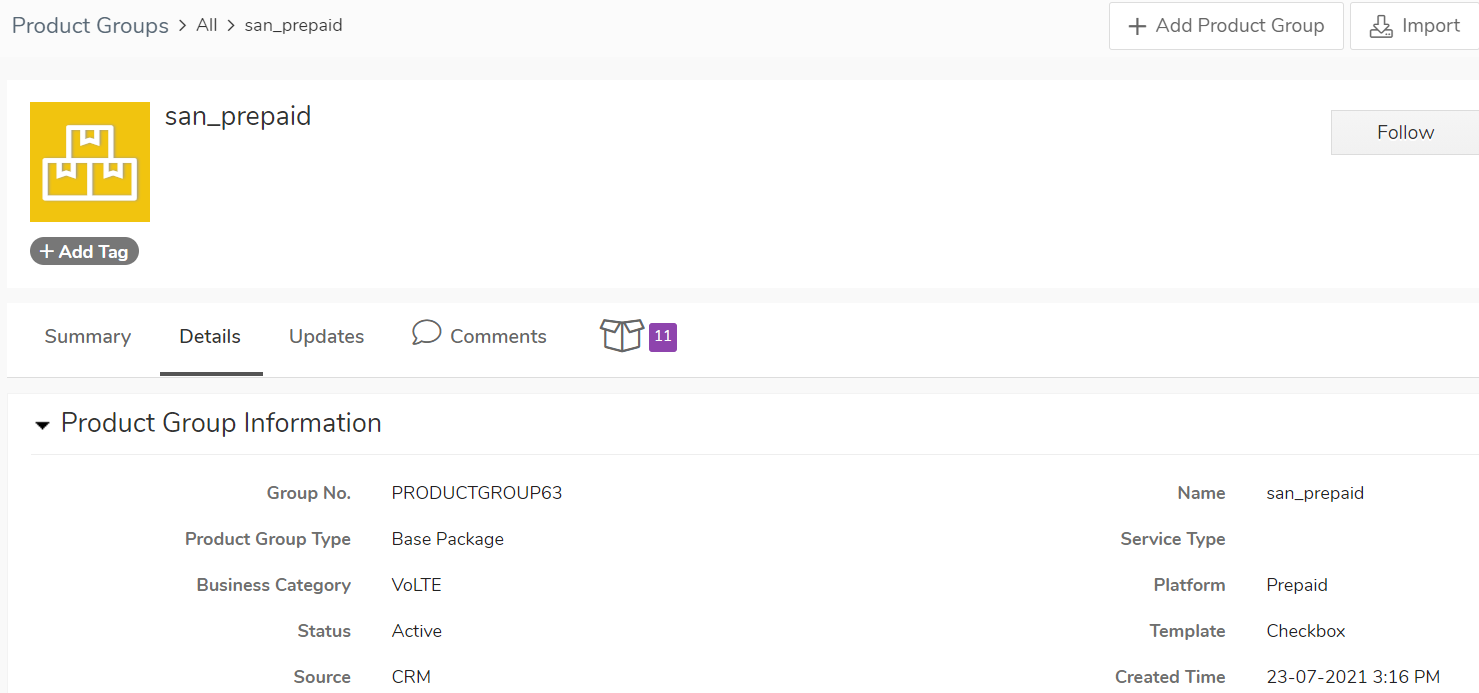 Product Groups > All > san_prepaid
+ Add Product Group
Import
san_prepaid
Follow
+ Add Tag
Summary
Details
Updates
Comments
11
Product Group Information
Group No. PRODUCTGROUP63
Name san_prepaid
Product Group Type Base Package
Service Type
Business Category VoLTE
Platform Prepaid
Status Active
Template Checkbox
Source CRM
Created Time 23-07-2021 3:16 PM